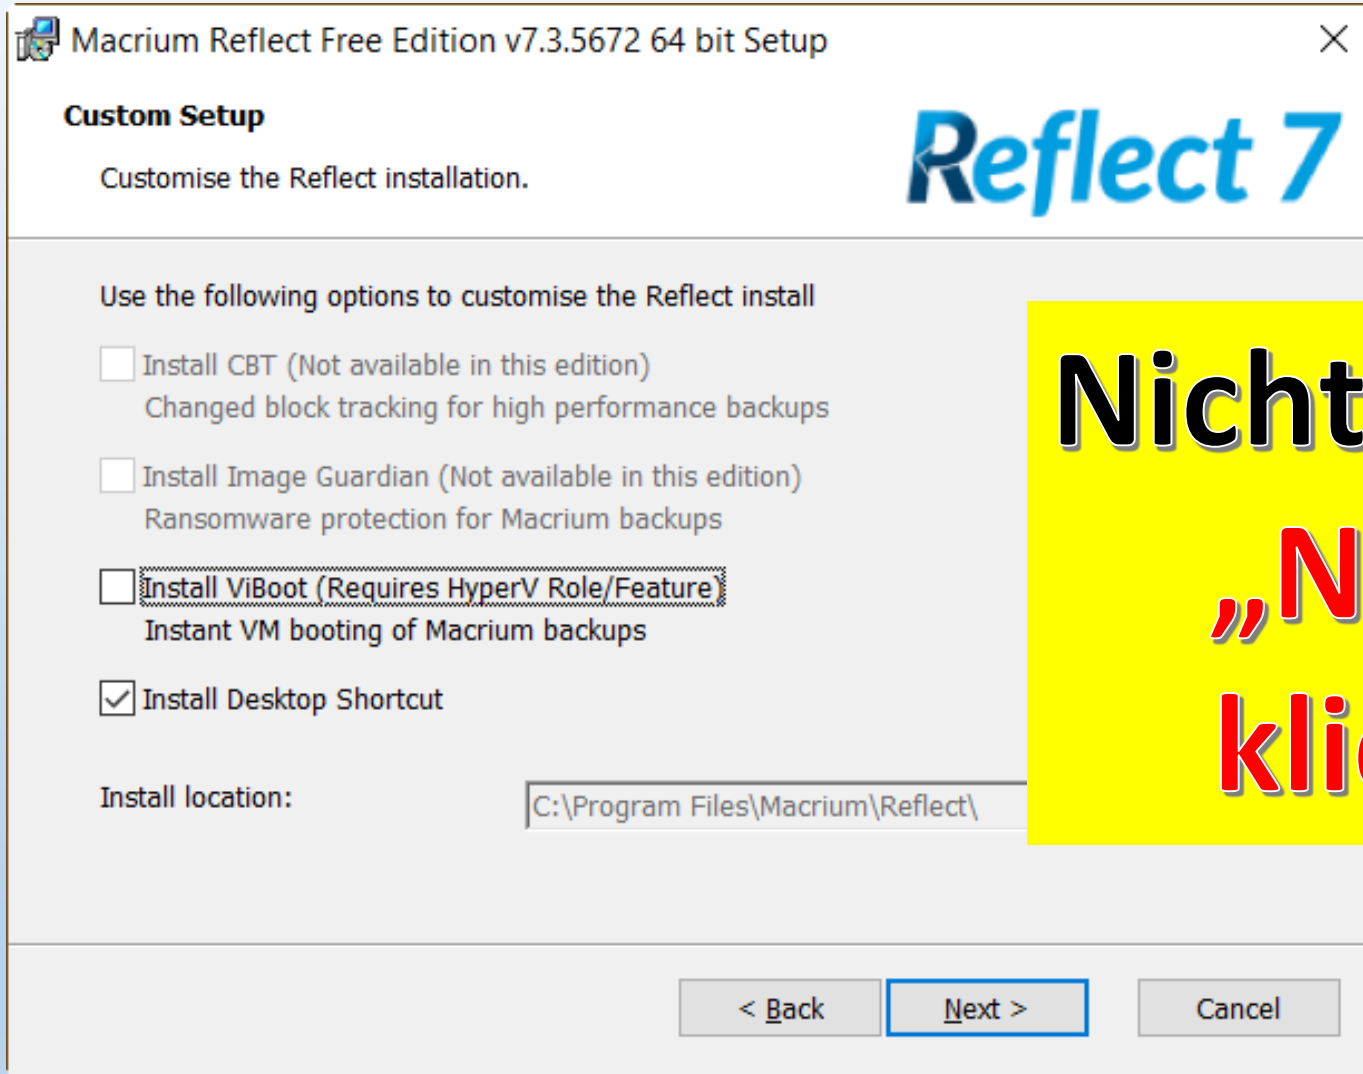 Macrium Reflect Free Edition v7.3.5672 64 bit Setup
Custom Setup
Customise the Reflect installation.
Reflect 7
Use the following options to customise the Reflect install
Install CBT (Not available in this edition)
Changed block tracking for high performance backups
Install Image Guardian (Not available in this edition)
Ransomware protection for Macrium backups
Install ViBoot (Requires HyperV Role/Feature)
Instant VM booting of Macrium backups
Install Desktop Shortcut
Install location:
C:\Program Files\Macrium\Reflect\
Nicht
< Back
Next >
Cancel